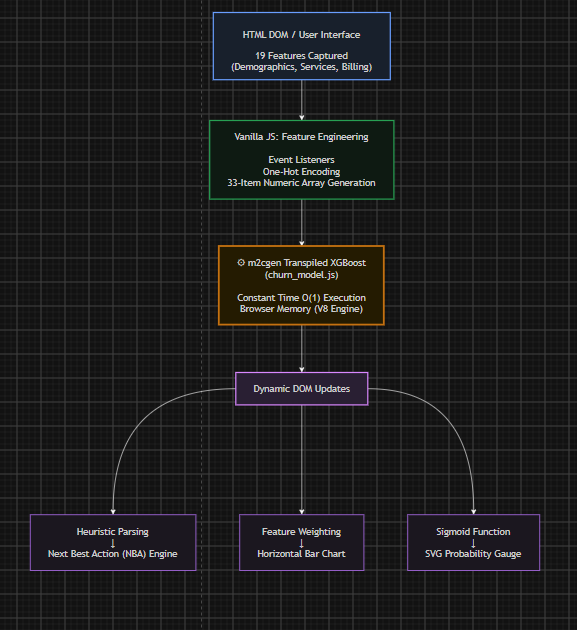 HTML DOM / User Interface
19 Features Captured
(Demographics, Services, Billing)
Vanilla JS: Feature Engineering
Event Listeners
One-Hot Encoding
33-Item Numeric Array Generation
⚙ m2cgen Transpiled XGBoost
(churn_model.js)
Constant Time O(1) Execution
Browser Memory (V8 Engine)
Dynamic DOM Updates
Heuristic Parsing
↓
Next Best Action (NBA) Engine
Feature Weighting
↓
Horizontal Bar Chart
Sigmoid Function
↓
SVG Probability Gauge